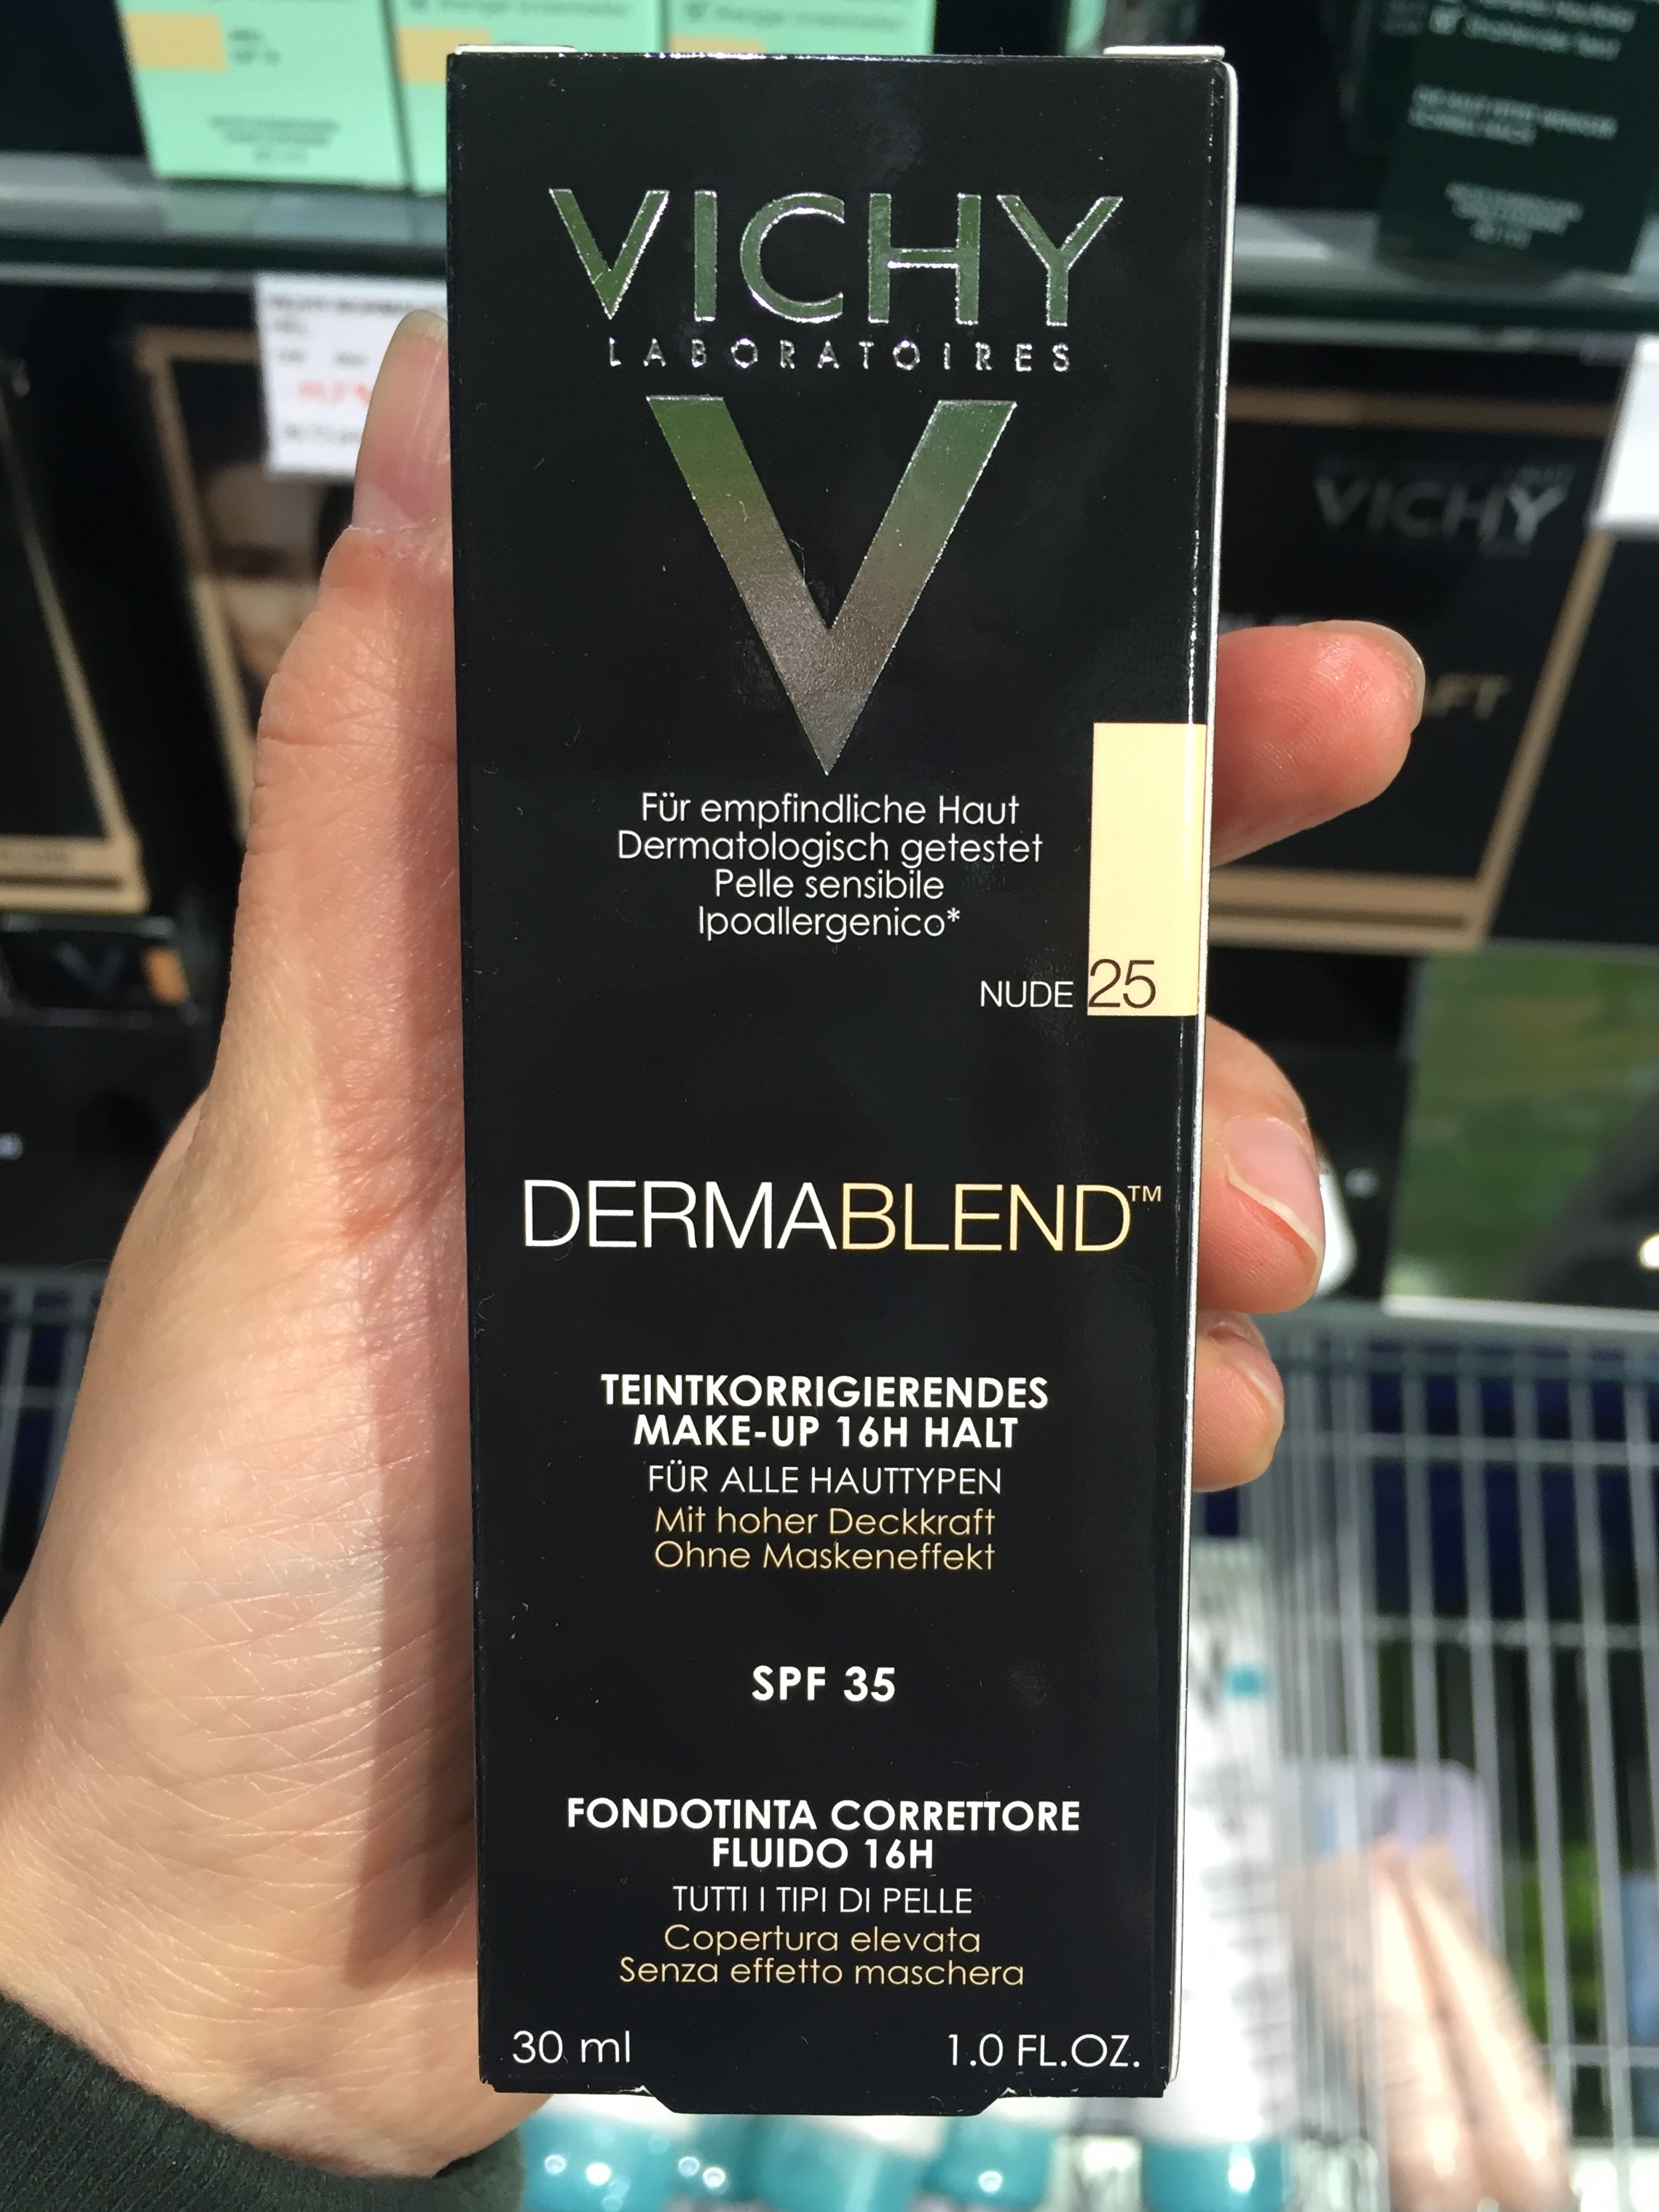 VICHY
LABORATOIRES
V
Für empfindliche Haut
Dermatologisch getestet
Pelle sensibile
Ipoallergenico*
NUDE 25
DERMABLEND™
TEINTKORRIGIERENDES
MAKE-UP 16H HALT
FÜR ALLE HAUTTYPEN
Mit hoher Deckkraft
Ohne Maskeneffekt
SPF 35
FONDOTINTA CORRETTORE
FLUIDO 16H
TUTTI I TIPI DI PELLE
Copertura elevata
Senza effetto maschera
30 ml 1.0 FL.OZ.
VICHY